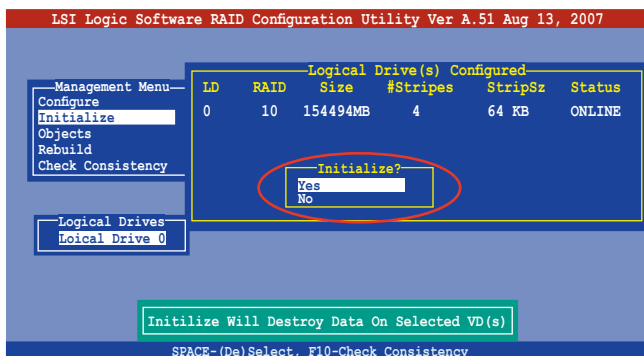 LSI Logic Software RAID Configuration Utility Ver A.51 Aug 13, 2007
Logical Drive(s) Configured
LD RAID Size #Stripes StripSz Status
0 10 154494MB 4 64 KB ONLINE
Management Menu
Configure
Initialize
Objects
Rebuild
Check Consistency
Initialize?
Yes
No
Logical Drives
Loical Drive 0
Initilize Will Destroy Data On Selected VD(s)
SPACE-(De)Select, F10-Check Consistency